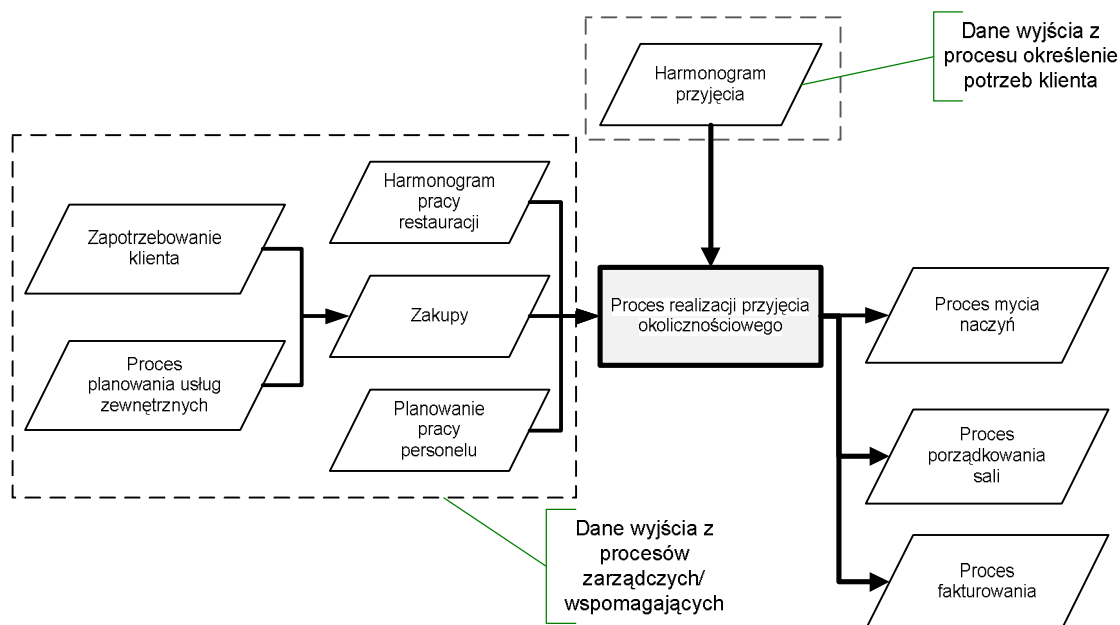 Dane wyjścia z
procesu określenie
potrzeb klienta
Harmonogram
przyjęcia
Harmonogram
pracy
restauracji
Zapotrzebowanie
klienta
Zakupy
Proces
planowania usług
zewnętrznych
Planowanie
pracy
personelu
Proces realizacji przyjęcia
okolicznościowego
Proces mycia
naczyń
Proces
porządkowania
sali
Proces
fakturowania
Dane wyjścia z
procesów
zarządczych/
wspomagających